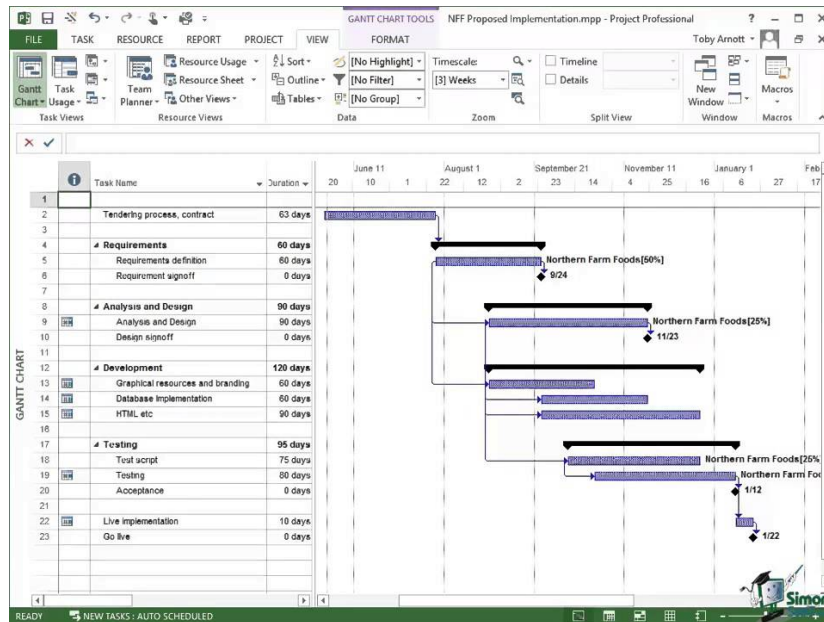 GANTT CHART TOOLS NFF Proposed Implementation.mpp - Project Professional
FILE TASK RESOURCE REPORT PROJECT VIEW FORMAT Toby Arnott
Gantt Chart
Task Usage
Team Planner
Resource Usage
Resource Sheet
Other Views
Sort
Outline
Tables
[No Highlight]
[No Filter]
[No Group]
Timescale:
[3] Weeks
Timeline
Details
New Window
Macros
Task Views Resource Views Data Zoom Split View Window Macros
June 11 August 1 September 21 November 11 January 1 Feb
Task Name Duration 20 10 1 22 12 2 23 14 4 25 16 6 27 17
1
2 Tendering process, contract 63 days
3
4 Requirements 60 days
5 Requirements definition 60 days Northern Farm Foods[50%]
6 Requirement signoff 0 days 9/24
7
8 Analysis and Design 90 days
9 Analysis and Design 90 days Northern Farm Foods[25%]
10 Design signoff 0 days 11/23
11
12 Development 120 days
13 Graphical resources and branding 60 days
14 Database implementation 60 days
15 HTML etc 90 days
16
17 Testing 95 days
18 Test script 75 days Northern Farm Foods[25%
19 Testing 80 days Northern Farm Foo
20 Acceptance 0 days 1/12
21
22 Live implementation 10 days
23 Go live 0 days 1/22
GANTT CHART
Simon
READY NEW TASKS : AUTO SCHEDULED